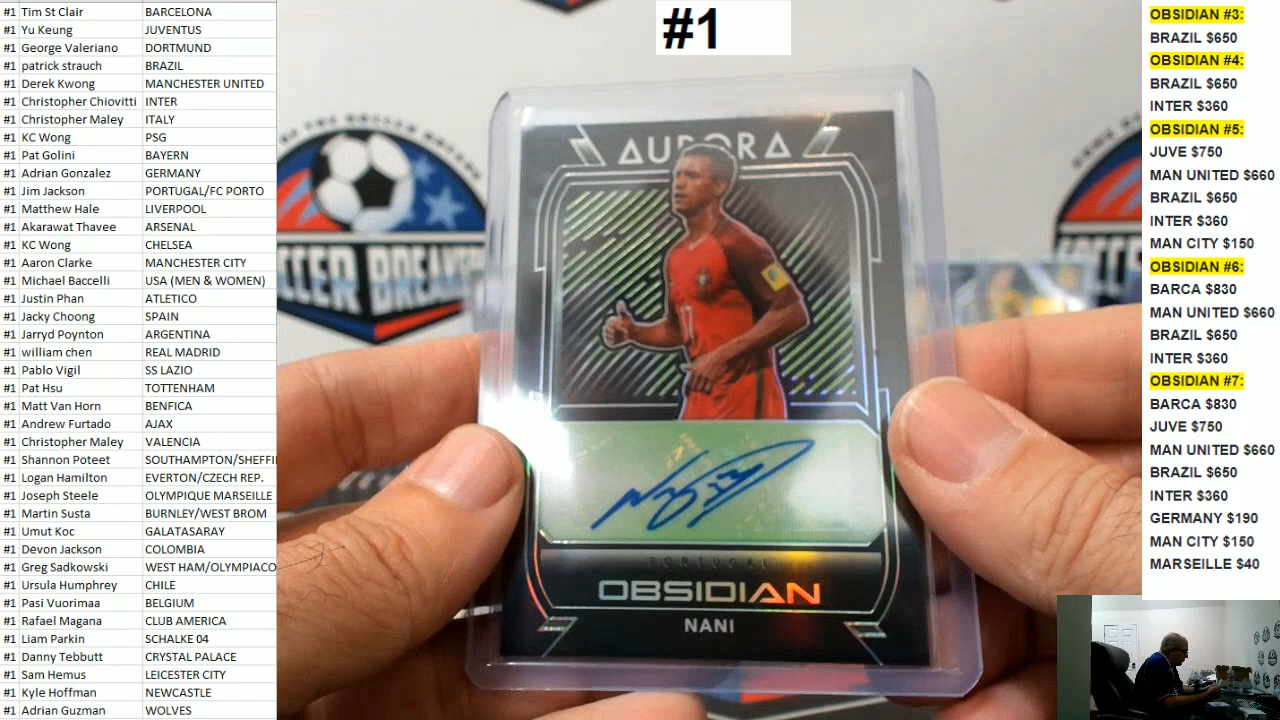 #1 Tim St Clair BARCELONA
#1 Yu Keung JUVENTUS
#1 George Valeriano DORTMUND
#1 patrick strauch BRAZIL
#1 Derek Kwong MANCHESTER UNITED
#1 Christopher Chiovitti INTER
#1 Christopher Maley ITALY
#1 KC Wong PSG
#1 Pat Golini BAYERN
#1 Adrian Gonzalez GERMANY
#1 Jim Jackson PORTUGAL/FC PORTO
#1 Matthew Hale LIVERPOOL
#1 Akarawat Thavee ARSENAL
#1 KC Wong CHELSEA
#1 Aaron Clarke MANCHESTER CITY
#1 Michael Baccelli USA (MEN & WOMEN)
#1 Justin Phan ATLETICO
#1 Jacky Choong SPAIN
#1 Jarryd Poynton ARGENTINA
#1 william chen REAL MADRID
#1 Pablo Vigil SS LAZIO
#1 Pat Hsu TOTTENHAM
#1 Matt Van Horn BENFICA
#1 Andrew Furtado AJAX
#1 Christopher Maley VALENCIA
#1 Shannon Poteet SOUTHAMPTON/SHEFFI
#1 Logan Hamilton EVERTON/CZECH REP.
#1 Joseph Steele OLYMPIQUE MARSEILLE
#1 Martin Susta BURNLEY/WEST BROM
#1 Umut Koc GALATASARAY
#1 Devon Jackson COLOMBIA
#1 Greg Sadkowski WEST HAM/OLYMPIACO
#1 Ursula Humphrey CHILE
#1 Pasi Vuorimaa BELGIUM
#1 Rafael Magana CLUB AMERICA
#1 Liam Parkin SCHALKE 04
#1 Danny Tebbutt CRYSTAL PALACE
#1 Sam Hemus LEICESTER CITY
#1 Kyle Hoffman NEWCASTLE
#1 Adrian Guzman WOLVES
#1
AURORA
PORTUGAL
OBSIDIAN
NANI
OBSIDIAN #3:
BRAZIL $650
OBSIDIAN #4:
BRAZIL $650
INTER $360
OBSIDIAN #5:
JUVE $750
MAN UNITED $660
BRAZIL $650
INTER $360
MAN CITY $150
OBSIDIAN #6:
BARCA $830
MAN UNITED $660
BRAZIL $650
INTER $360
OBSIDIAN #7:
BARCA $830
JUVE $750
MAN UNITED $660
BRAZIL $650
INTER $360
GERMANY $190
MAN CITY $150
MARSEILLE $40